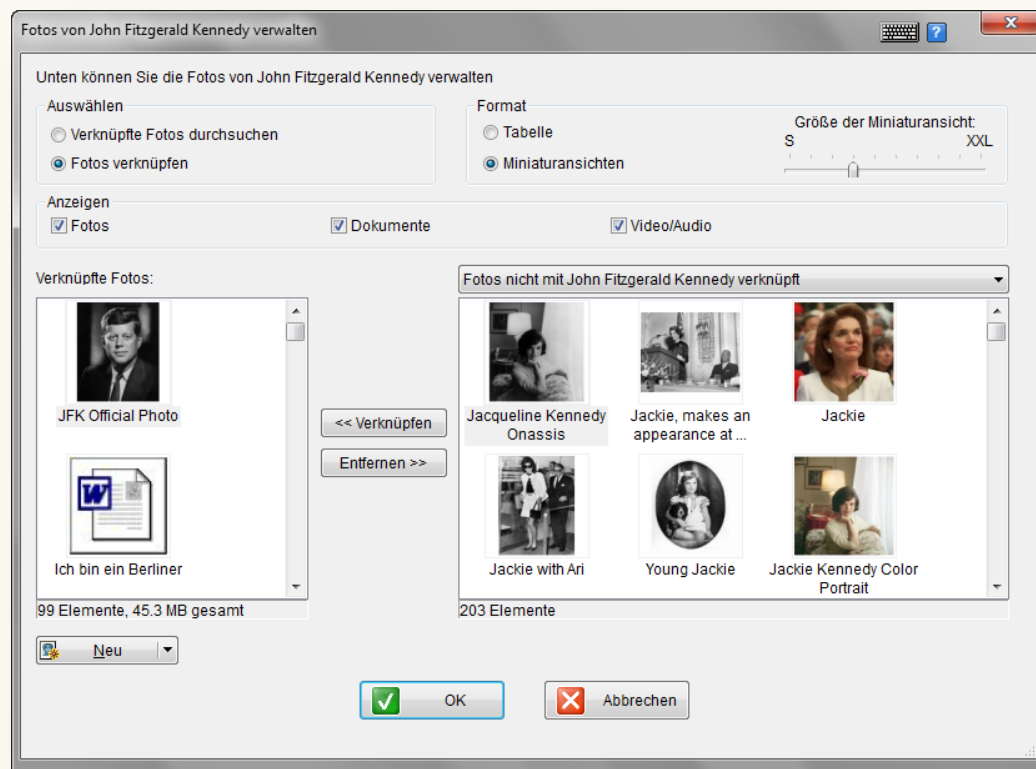 Fotos von John Fitzgerald Kennedy verwalten
?
Unten können Sie die Fotos von John Fitzgerald Kennedy verwalten
Auswählen
Verknüpfte Fotos durchsuchen
Fotos verknüpfen
Format
Tabelle
Miniaturansichten
Größe der Miniaturansicht:
S XXL
Anzeigen
Fotos
Dokumente
Video/Audio
Verknüpfte Fotos:
JFK Official Photo
W
Ich bin ein Berliner
99 Elemente, 45.3 MB gesamt
<< Verknüpfen
Entfernen >>
Fotos nicht mit John Fitzgerald Kennedy verknüpft
Jacqueline Kennedy
Onassis
Jackie, makes an
appearance at ...
Jackie
Jackie with Ari
Young Jackie
Jackie Kennedy Color
Portrait
203 Elemente
Neu
OK
Abbrechen